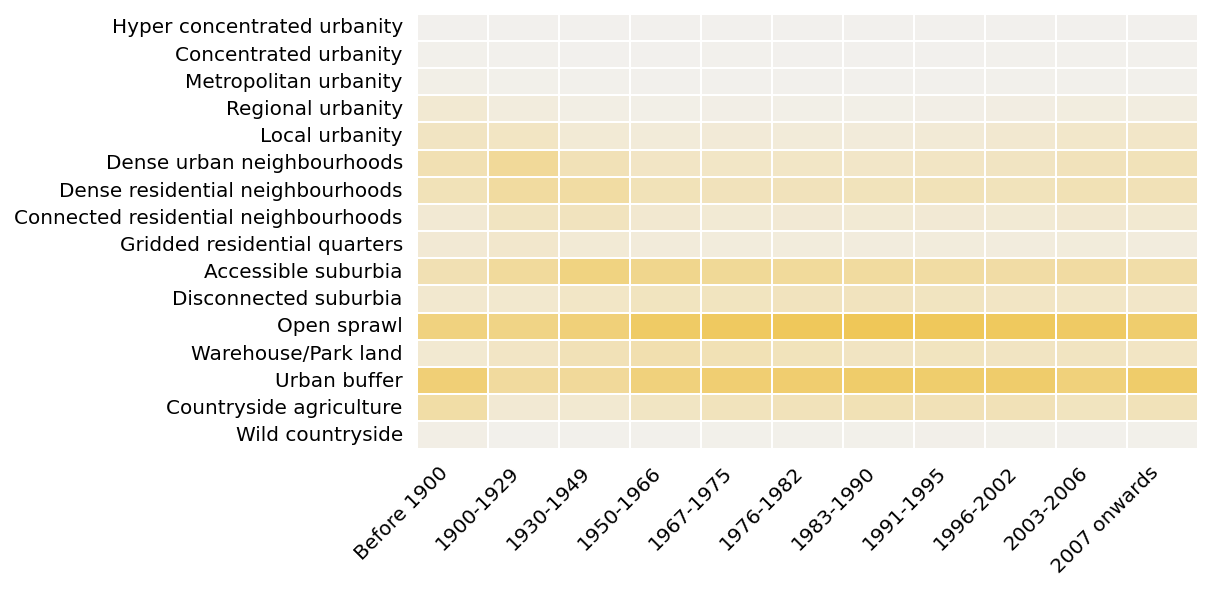 Hyper concentrated urbanity
Concentrated urbanity
Metropolitan urbanity
Regional urbanity
Local urbanity
Dense urban neighbourhoods
Dense residential neighbourhoods
Connected residential neighbourhoods
Gridded residential quarters
Accessible suburbia
Disconnected suburbia
Open sprawl
Warehouse/Park land
Urban buffer
Countryside agriculture
Wild countryside
Before 1900
1900-1929
1930-1949
1950-1966
1967-1975
1976-1982
1983-1990
1991-1995
1996-2002
2003-2006
2007 onwards